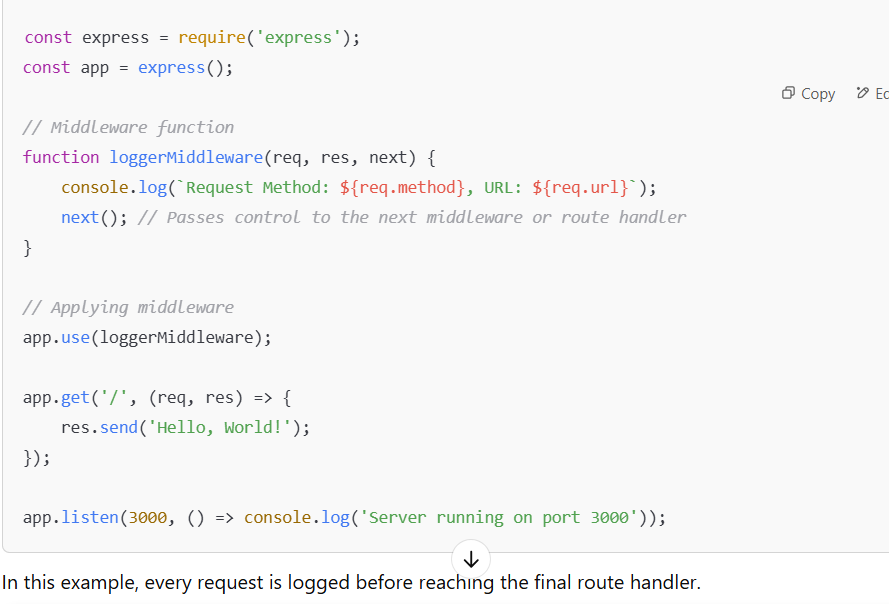 const express = require('express');
const app = express();
Copy
// Middleware function
function loggerMiddleware(req, res, next) {
    console.log(`Request Method: ${req.method}, URL: ${req.url}`);
    next(); // Passes control to the next middleware or route handler
}
// Applying middleware
app.use(loggerMiddleware);
app.get('/', (req, res) => {
    res.send('Hello, World!');
});
app.listen(3000, () => console.log('Server running on port 3000'));
In this example, every request is logged before reaching the final route handler.